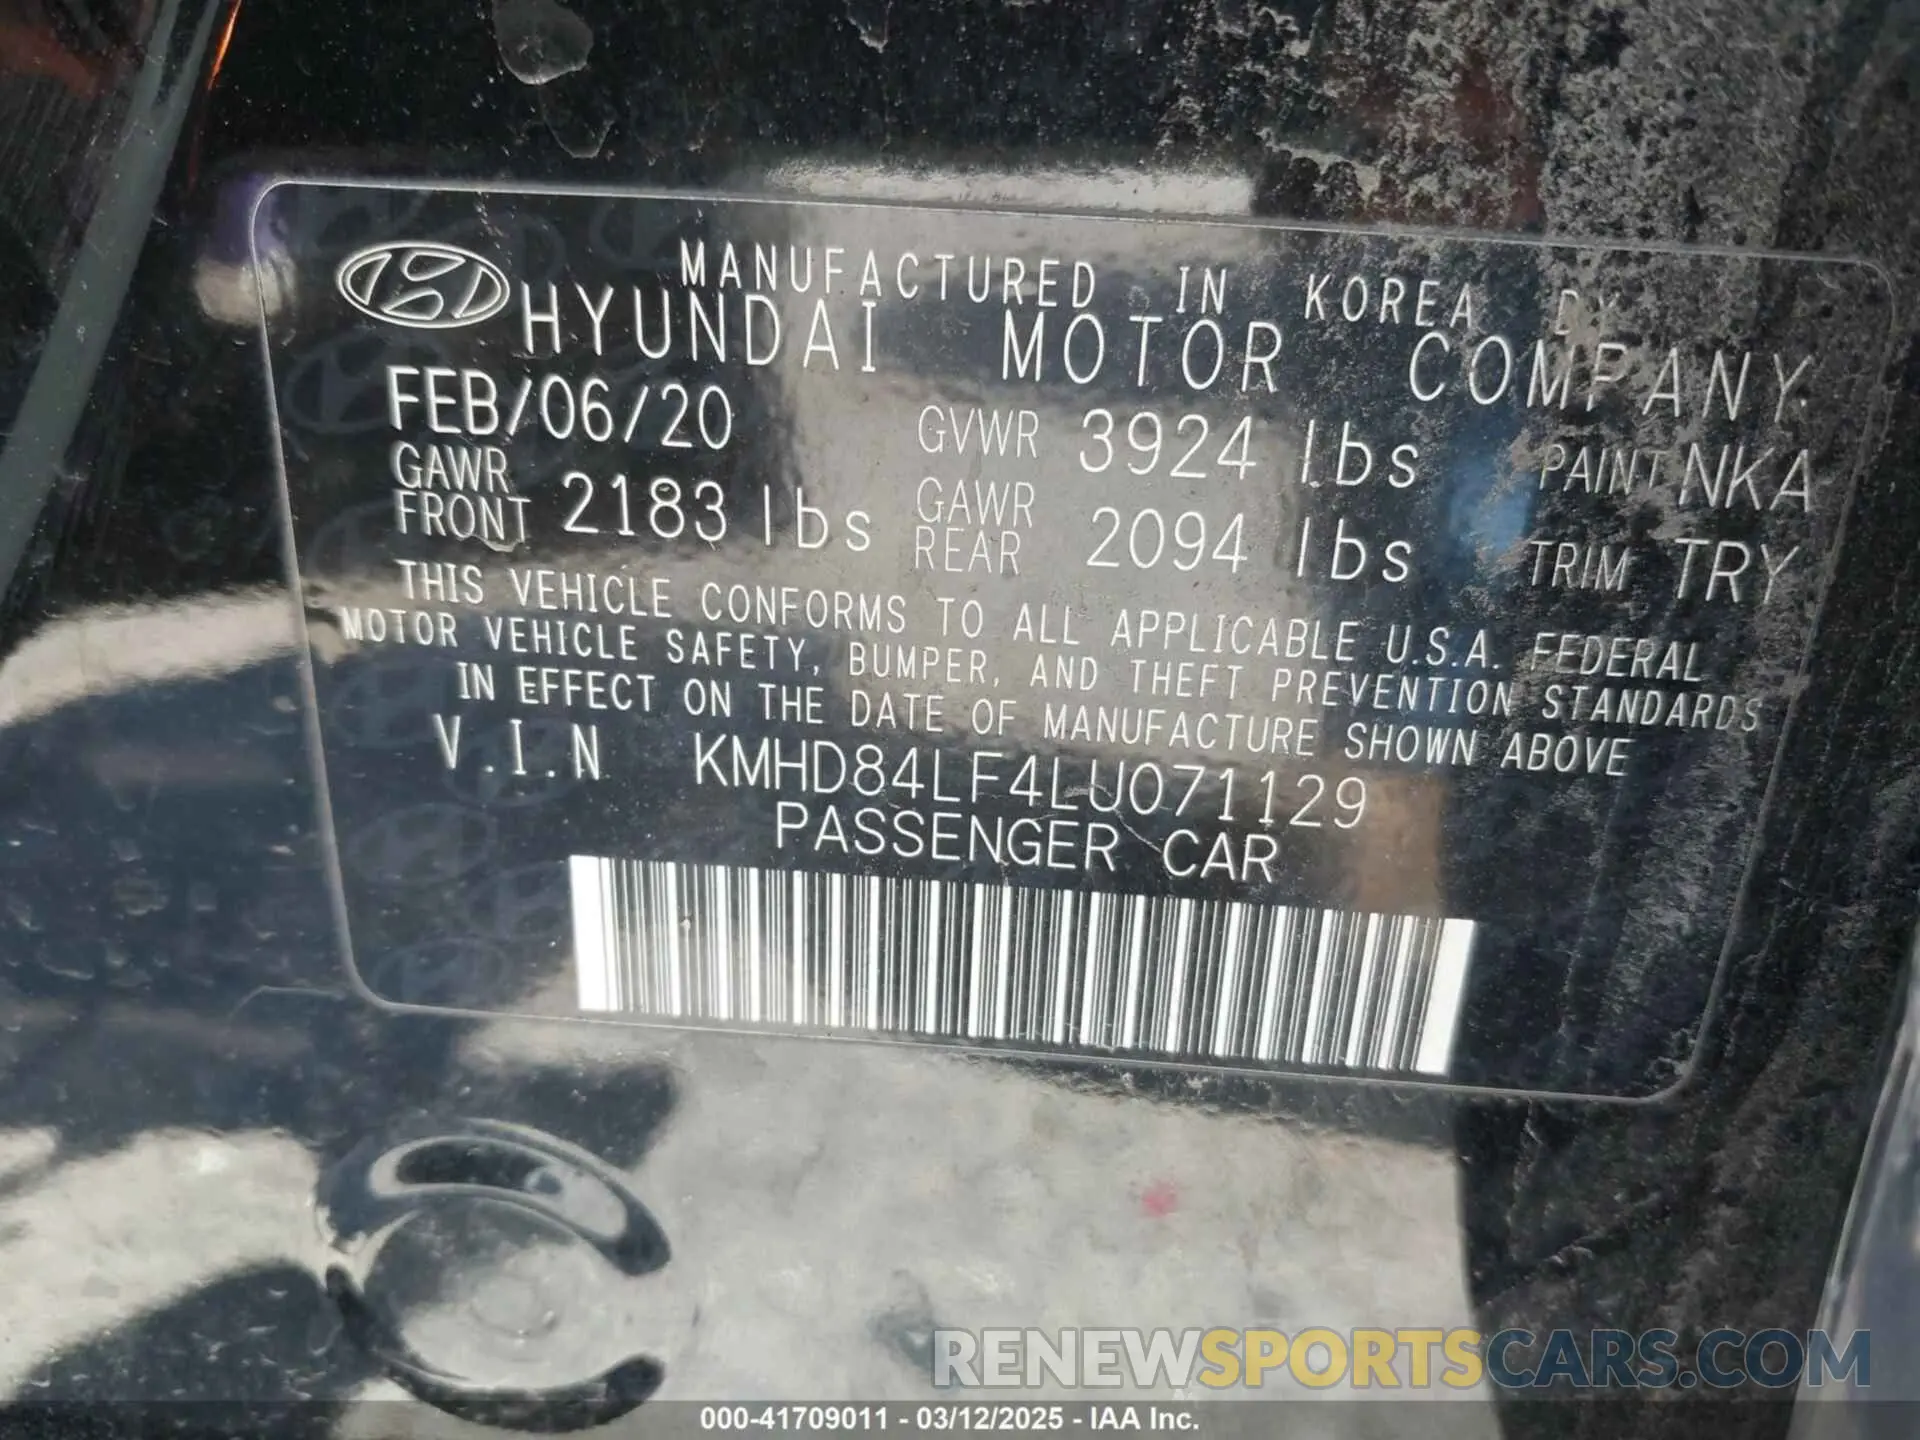 MANUFACTURED IN KOREA BY
HYUNDAI MOTOR COMPANY
FEB/06/20 GVWR 3924 lbs PAINT NKA
GAWR FRONT 2183 lbs GAWR REAR 2094 lbs TRIM TRY
THIS VEHICLE CONFORMS TO ALL APPLICABLE U.S.A. FEDERAL
MOTOR VEHICLE SAFETY, BUMPER, AND THEFT PREVENTION STANDARDS
IN EFFECT ON THE DATE OF MANUFACTURE SHOWN ABOVE
V.I.N KMHD84LF4LU071129
PASSENGER CAR
RENEWSPORTSCARS.COM
000-41709011 - 03/12/2025 - IAA Inc.